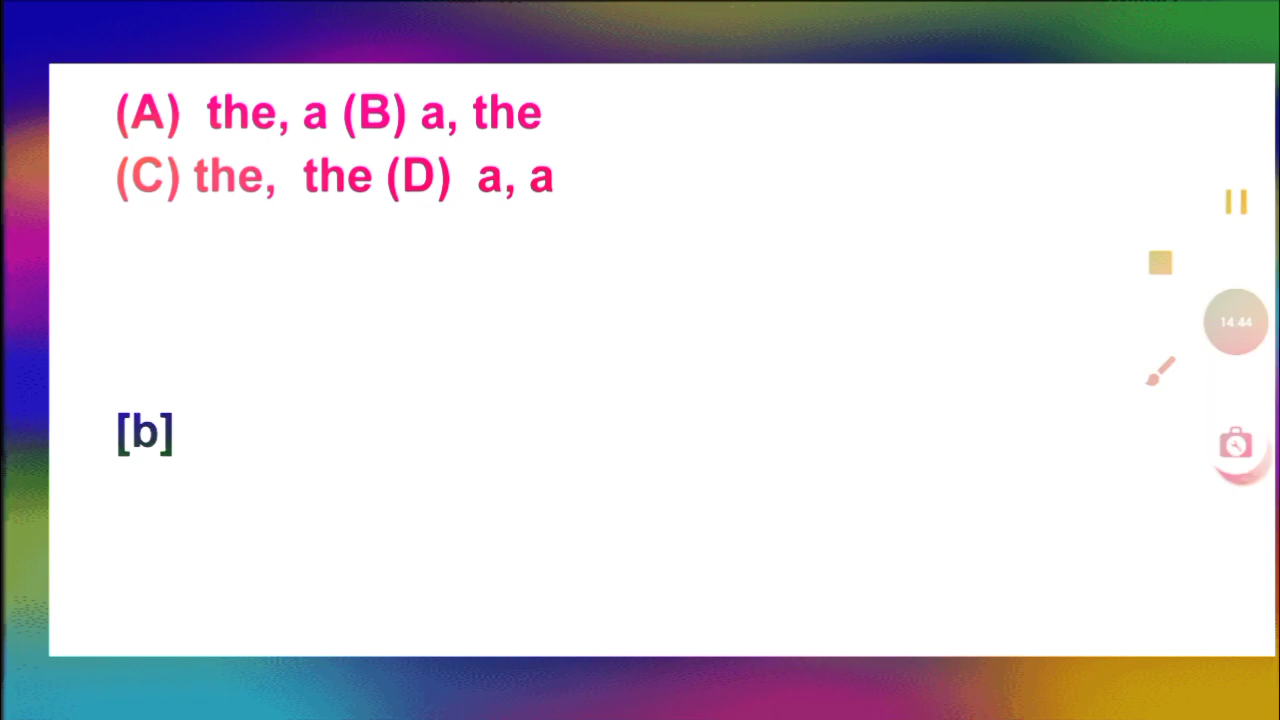 (A) the, a (B) a, the
(C) the, the (D) a, a
14:44
[b]